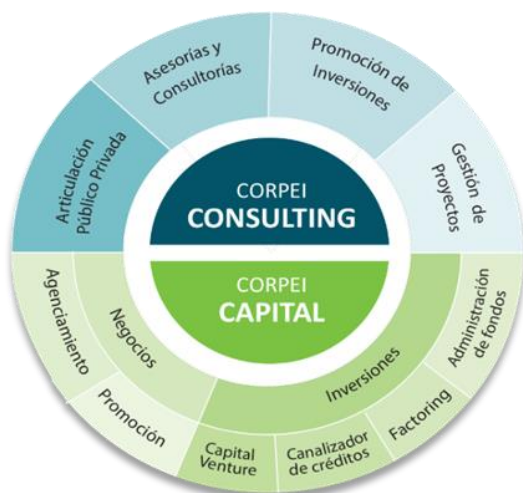 Asesorías y
Consultorías
Promoción de
Inversiones
Articulación
Público Privada
Gestión de
Proyectos
CORPEI
CONSULTING
CORPEI
CAPITAL
Agenciamiento
Negocios
Promoción
Inversiones
Capital
Venture
Canalizador
de créditos
Factoring
Administración
de fondos